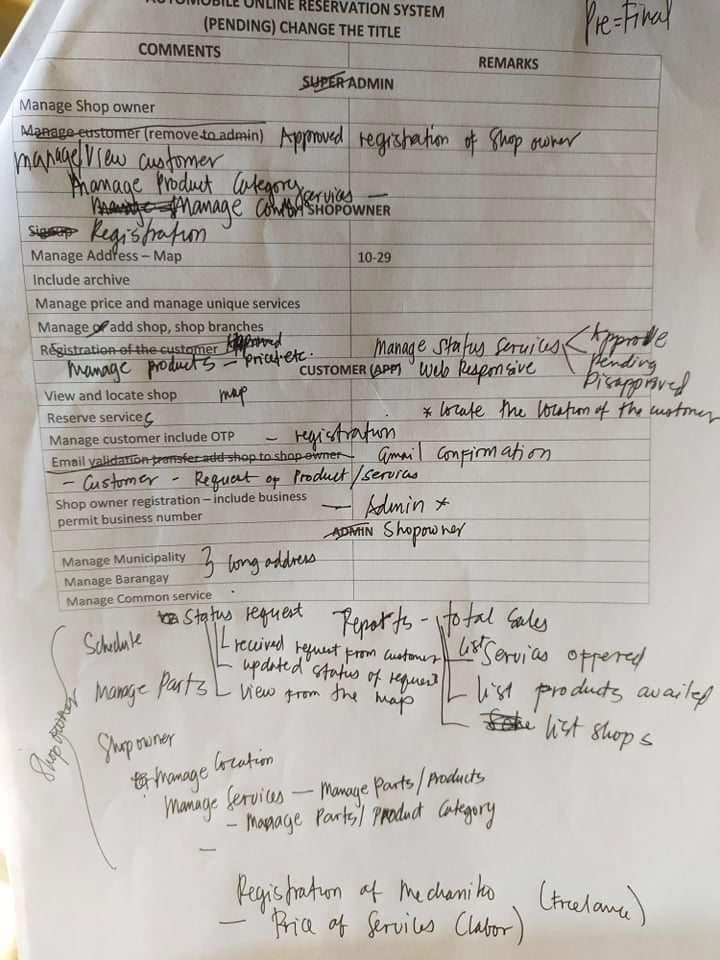 AUTOMOBILE ONLINE RESERVATION SYSTEM
(PENDING) CHANGE THE TITLE
Pre=Final
COMMENTS REMARKS
SUPER ADMIN
Manage Shop owner
Manage customer (remove to admin) Approved registration of shop owner
Manage/View customer
Manage Product Category
Manage Manage services —
SHOPOWNER
Signup Registration
Manage Address – Map 10-29
Include archive
Manage price and manage unique services
Manage or add shop, shop branches
Registration of the customer Approved
Manage Status Services Approve
Pending
Disapproved
Manage products – prices etc.
CUSTOMER (APP) Web Responsive
View and locate shop map
Reserve services * Locate the location of the customer
Manage customer include OTP – registration
Email validation transfer add shop to shop owner – Gmail confirmation
– Customer – Request of Product/services
Shop owner registration – include business permit business number — Admin *
ADMIN Shopowner
Manage Municipality } long address
Manage Barangay
Manage Common service
Shopowner
Schedule
Manage Parts
Status request
received request from customer
updated status of request
View from the map
Reports – total sales
list Services offered
list products availed
list shops
Shop owner
Manage location
Manage Services — Manage Parts/Products
– Manage Parts/Product Category
–
Registration of Mechaniko (Freelance)
— Price of Services (labor)